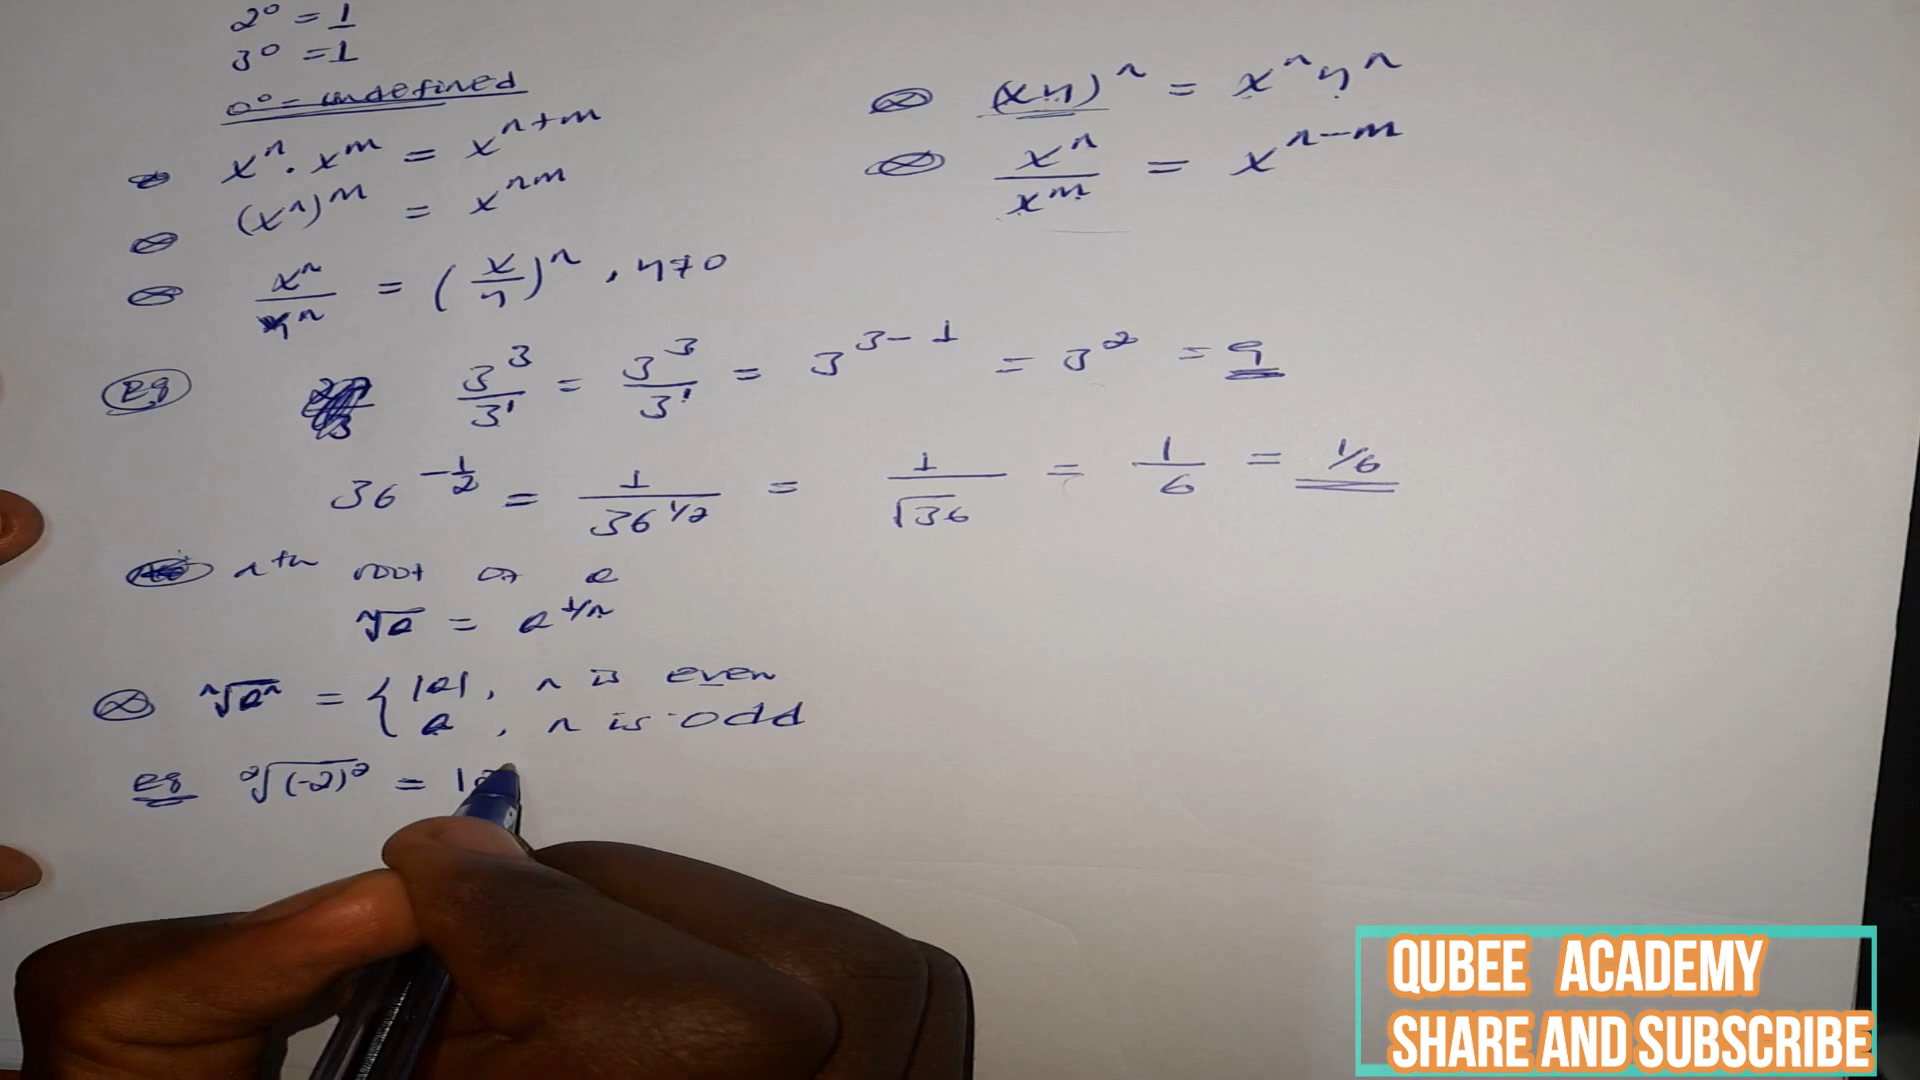 2⁰ = 1
3⁰ = 1
0⁰ = undefined
xⁿ · xᵐ = xⁿ⁺ᵐ
(xⁿ)ᵐ = xⁿᵐ
xⁿ/yⁿ = (x/y)ⁿ , y≠0
(xy)ⁿ = xⁿyⁿ
xⁿ/xᵐ = xⁿ⁻ᵐ
eg 3³/3¹ = 3³/3¹ = 3³⁻¹ = 3² = 9
36^(-1/2) = 1/36^(1/2) = 1/√36 = 1/6 = 1/6
nth root of a
ⁿ√a = a^(1/n)
ⁿ√aⁿ = { |a|, n is even
a, n is odd
eg ²√(-2)² = |
QUBEE ACADEMY
SHARE AND SUBSCRIBE